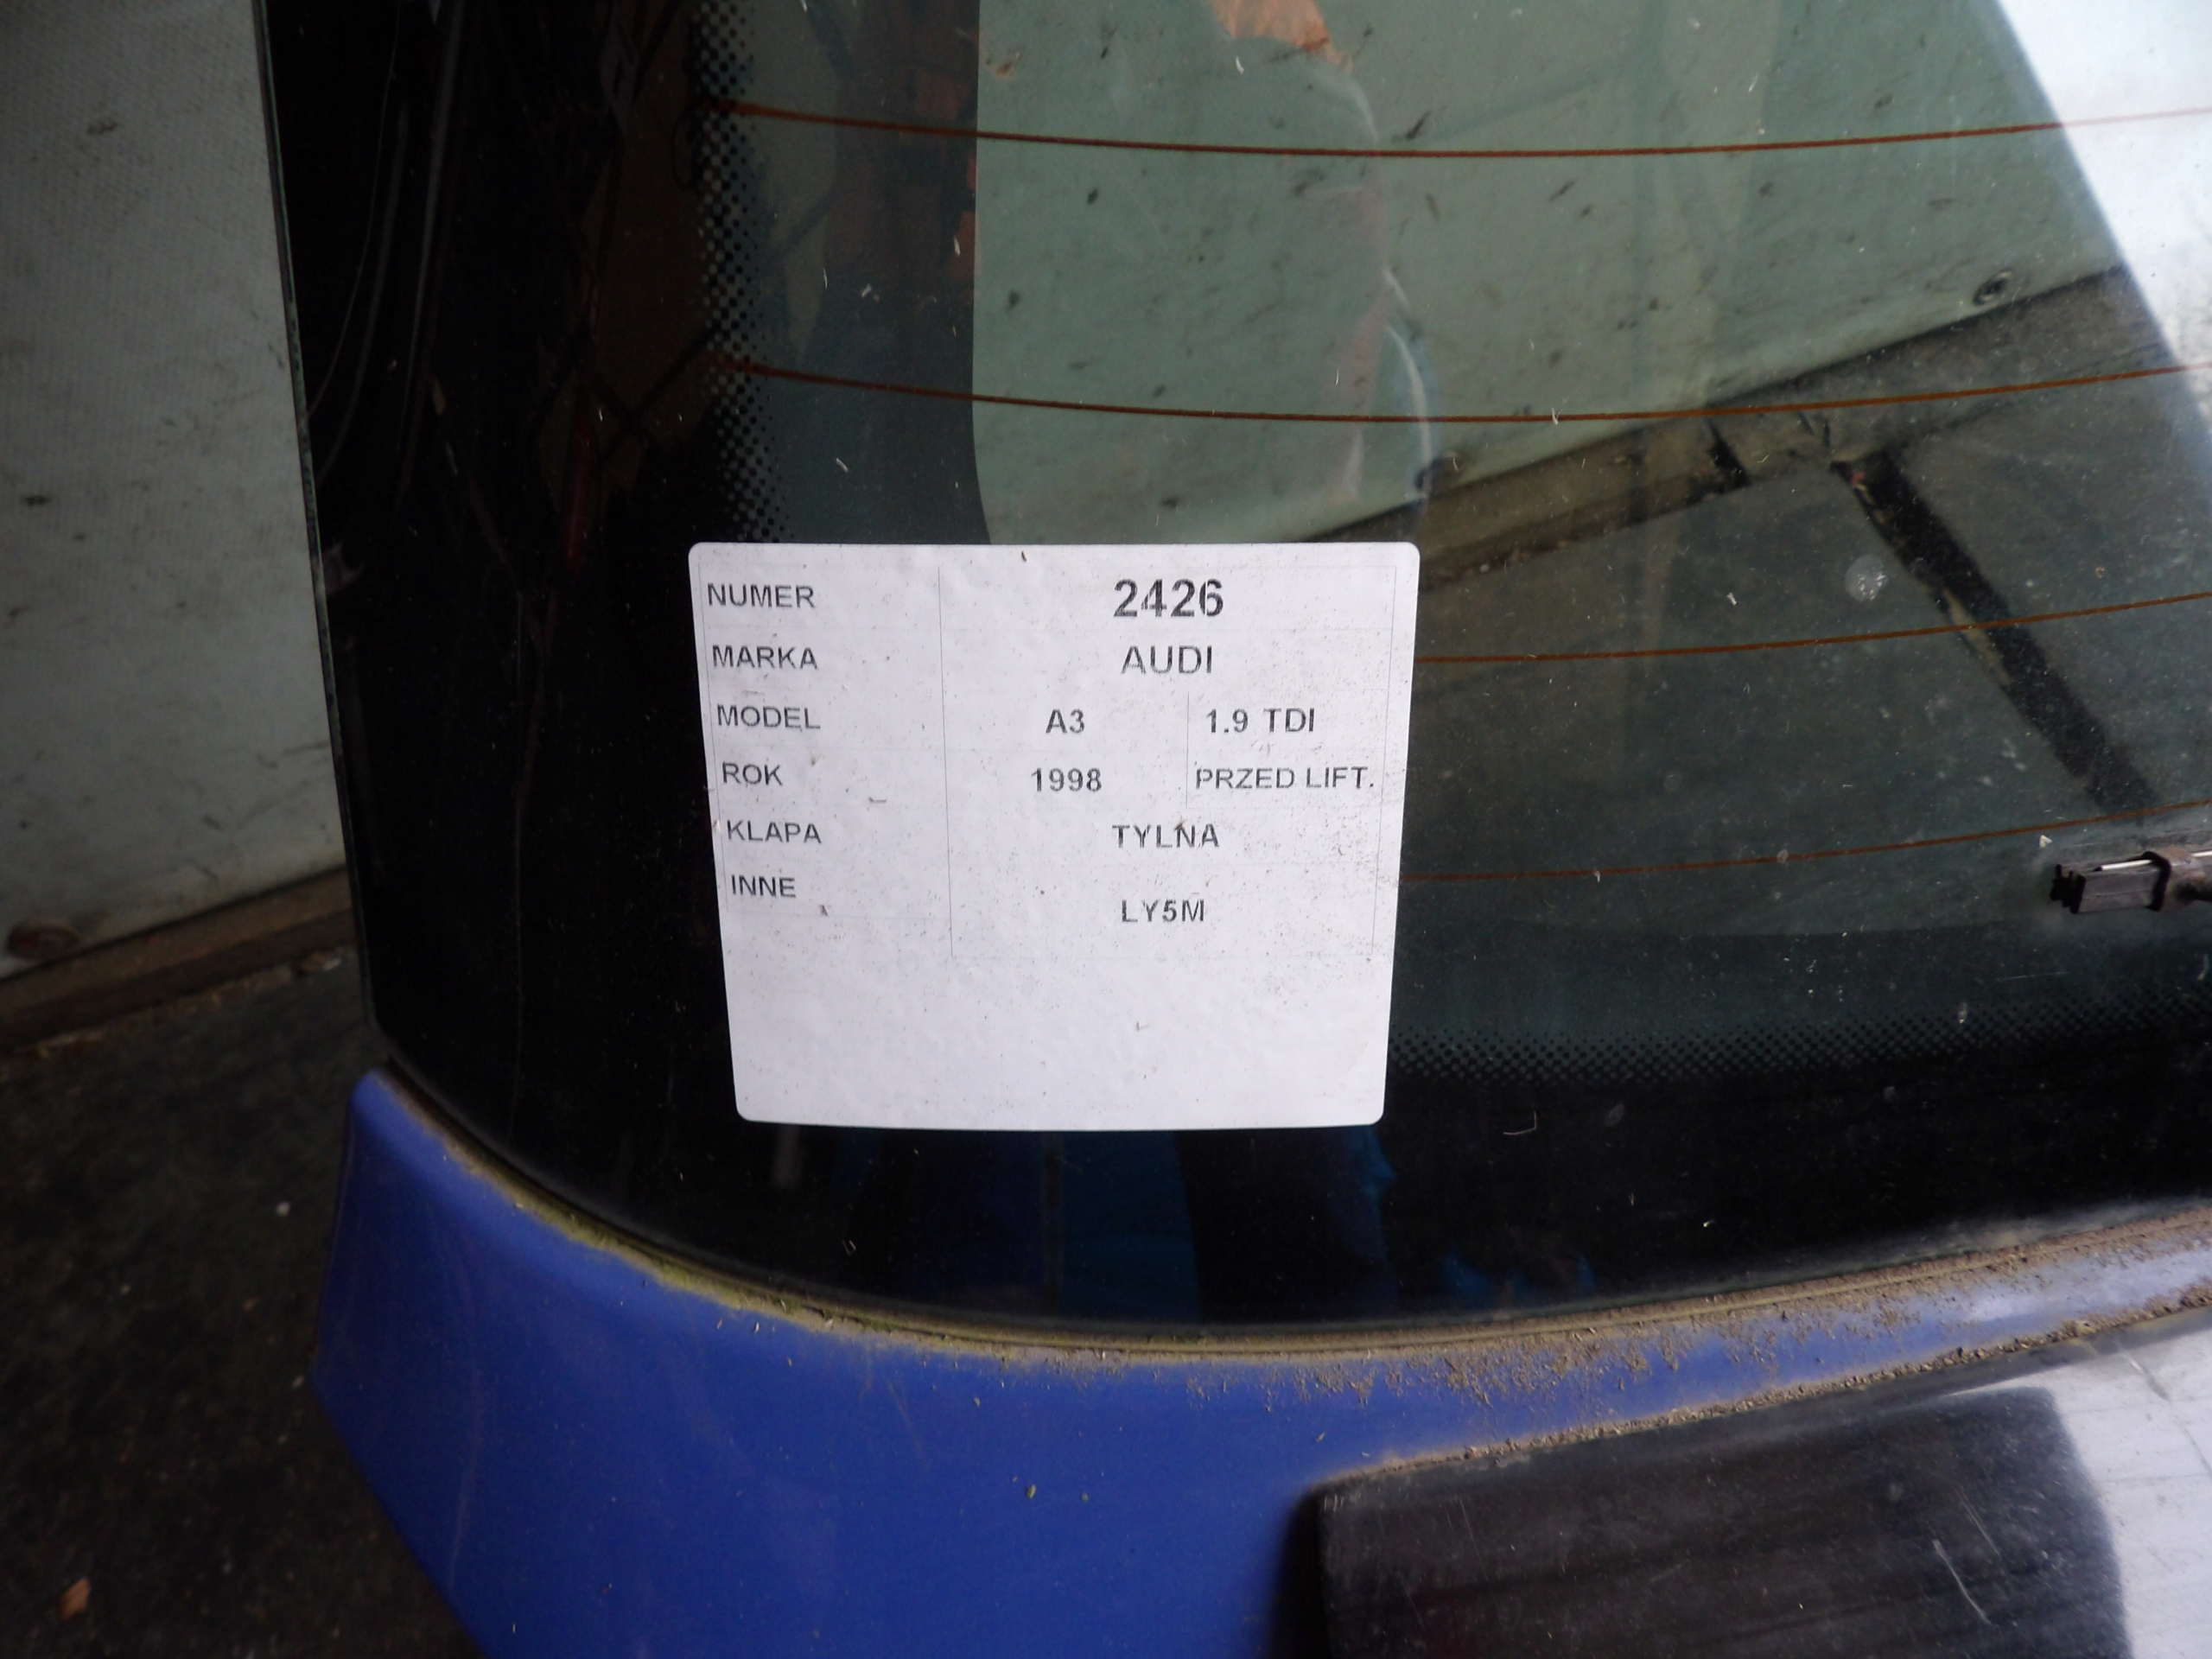 NUMER 2426
MARKA AUDI
MODEL A3 1.9 TDI
ROK 1998 PRZED LIFT.
KLAPA TYLNA
INNE LY5M